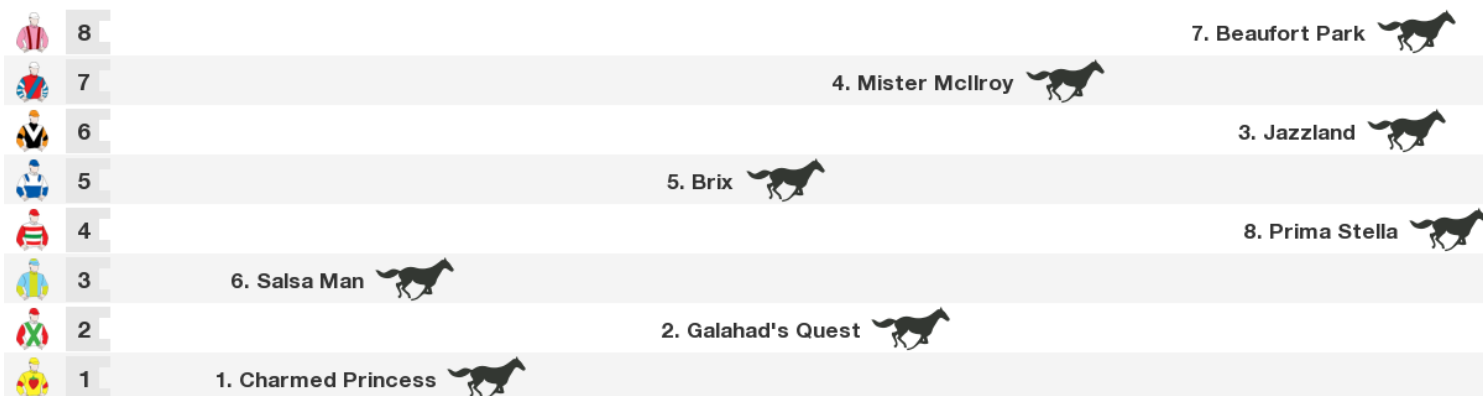 8 7. Beaufort Park
7 4. Mister McIlroy
6 3. Jazzland
5 5. Brix
4 8. Prima Stella
3 6. Salsa Man
2 2. Galahad's Quest
1 1. Charmed Princess